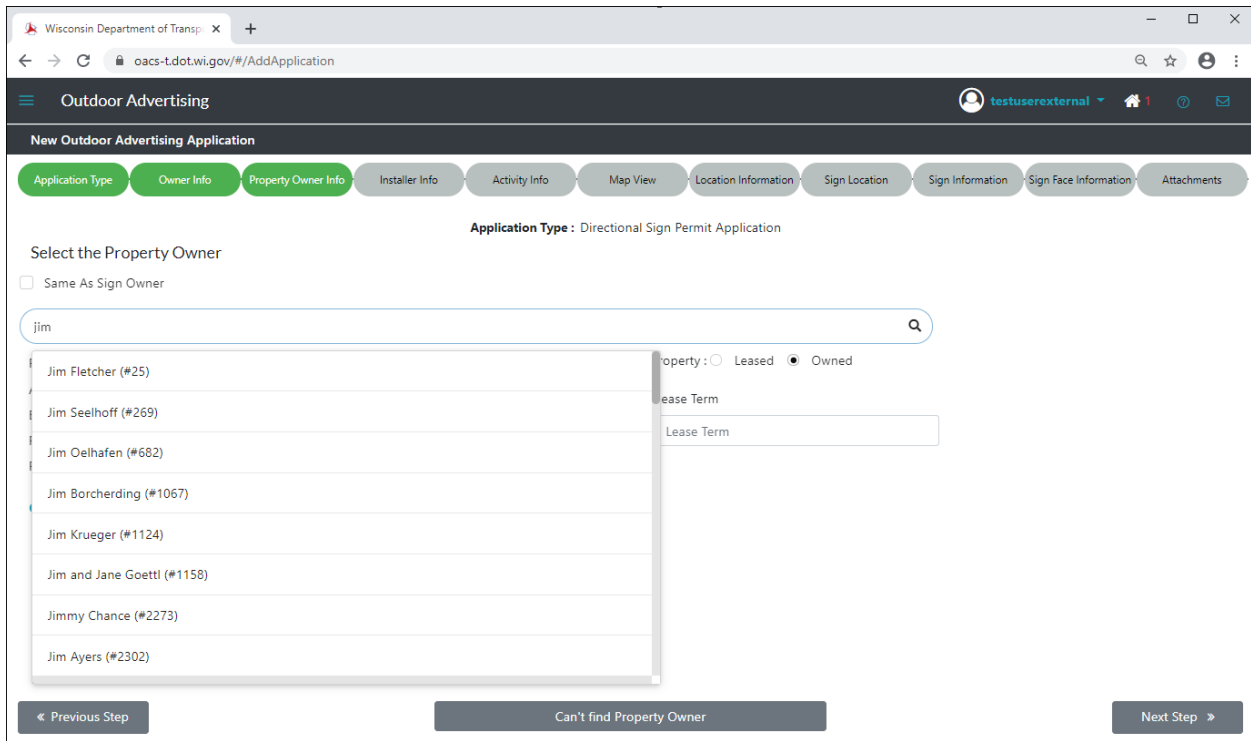 Wisconsin Department of Transp
oacs-t.dot.wi.gov/#/AddApplication
Outdoor Advertising
testuserexternal
1
New Outdoor Advertising Application
Application Type
Owner Info
Property Owner Info
Installer Info
Activity Info
Map View
Location Information
Sign Location
Sign Information
Sign Face Information
Attachments
Application Type : Directional Sign Permit Application
Select the Property Owner
Same As Sign Owner
jim
Jim Fletcher (#25)
Jim Seelhoff (#269)
Jim Oelhafen (#682)
Jim Borcherding (#1067)
Jim Krueger (#1124)
Jim and Jane Goettl (#1158)
Jimmy Chance (#2273)
Jim Ayers (#2302)
roperty : Leased Owned
ease Term
Lease Term
« Previous Step
Can't find Property Owner
Next Step »